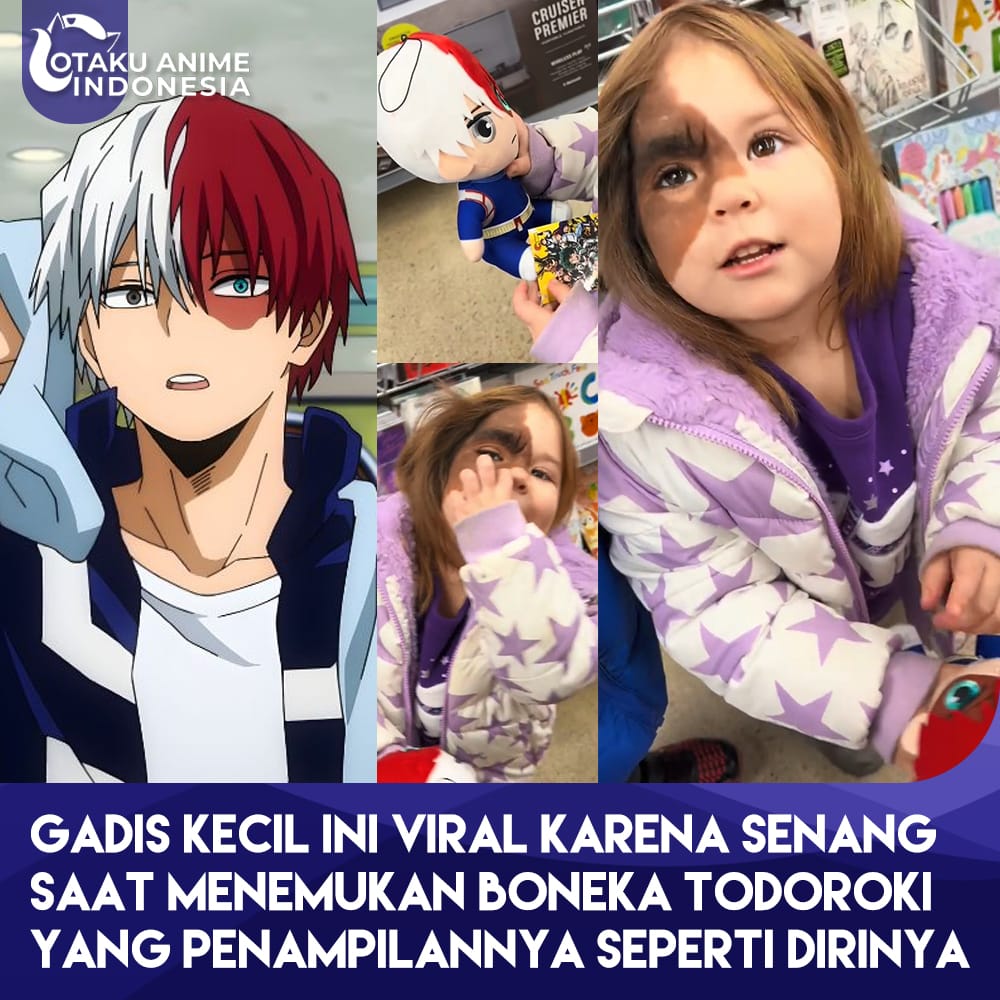 OTAKU ANIME
INDONESIA
CRUISER
PREMIER
GADIS KECIL INI VIRAL KARENA SENANG
SAAT MENEMUKAN BONEKA TODOROKI
YANG PENAMPILANNYA SEPERTI DIRINYA